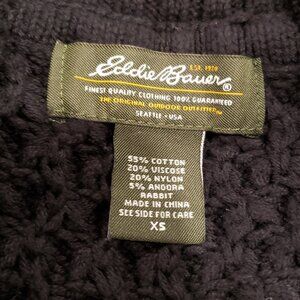 EST. 1920
Eddie Bauer®
FINEST QUALITY CLOTHING 100% GUARANTEED
THE ORIGINAL OUTDOOR OUTFITTER™
SEATTLE • USA
55% COTTON
20% VISCOSE
20% NYLON
5% ANGORA
RABBIT
MADE IN CHINA
SEE SIDE FOR CARE
XS